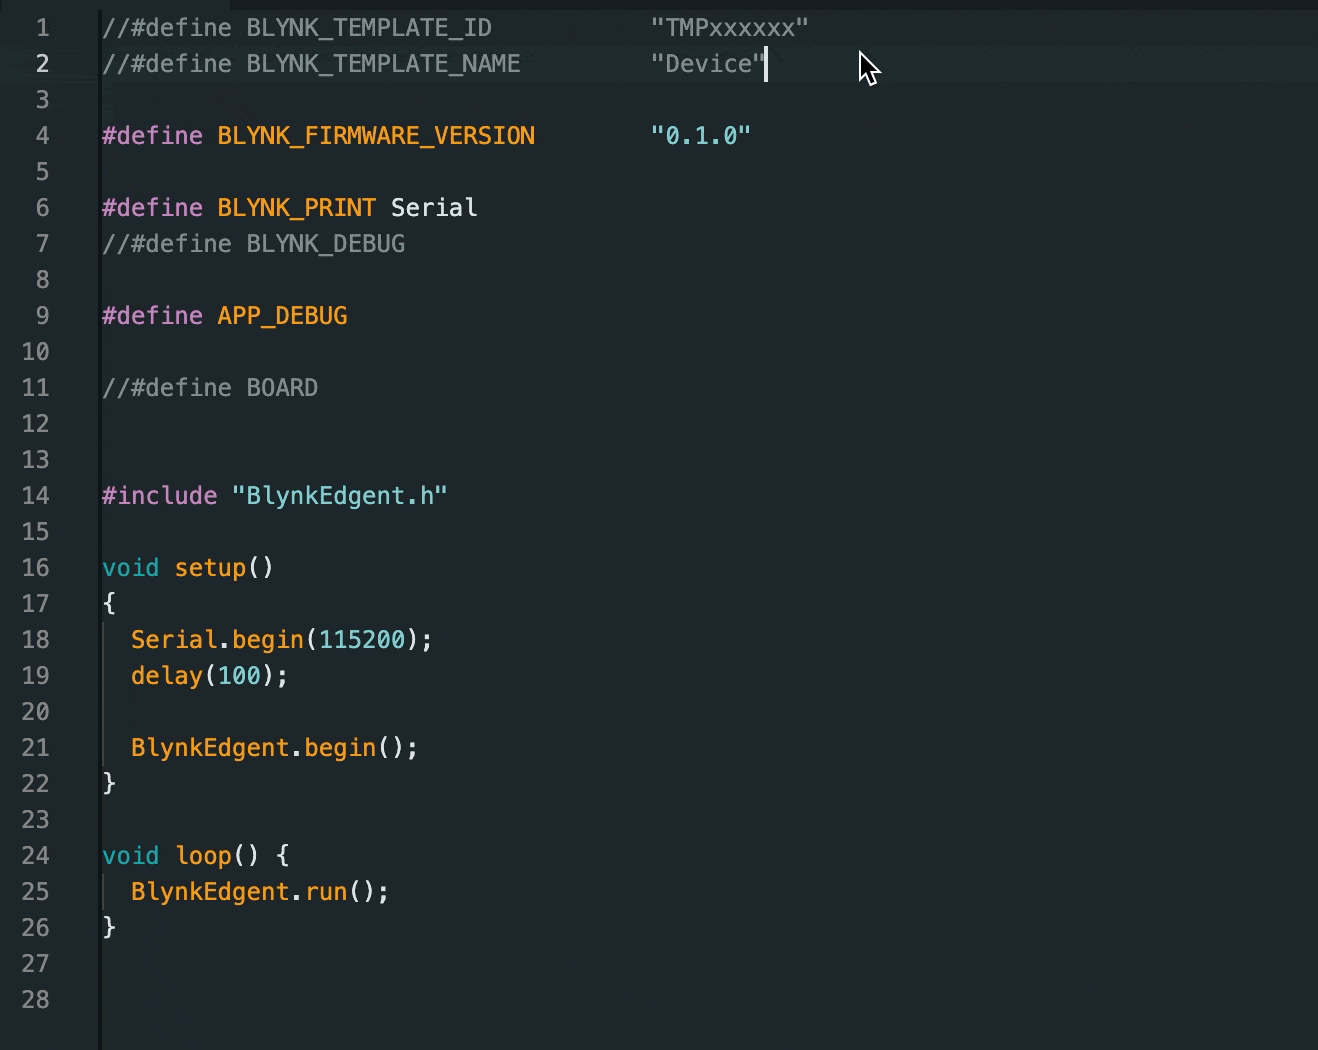 1 //#define BLYNK_TEMPLATE_ID "TMPxxxxxx"
2 //#define BLYNK_TEMPLATE_NAME "Device"
3
4 #define BLYNK_FIRMWARE_VERSION "0.1.0"
5
6 #define BLYNK_PRINT Serial
7 //#define BLYNK_DEBUG
8
9 #define APP_DEBUG
10
11 //#define BOARD
12
13
14 #include "BlynkEdgent.h"
15
16 void setup()
17 {
18   Serial.begin(115200);
19   delay(100);
20
21   BlynkEdgent.begin();
22 }
23
24 void loop() {
25   BlynkEdgent.run();
26 }
27
28